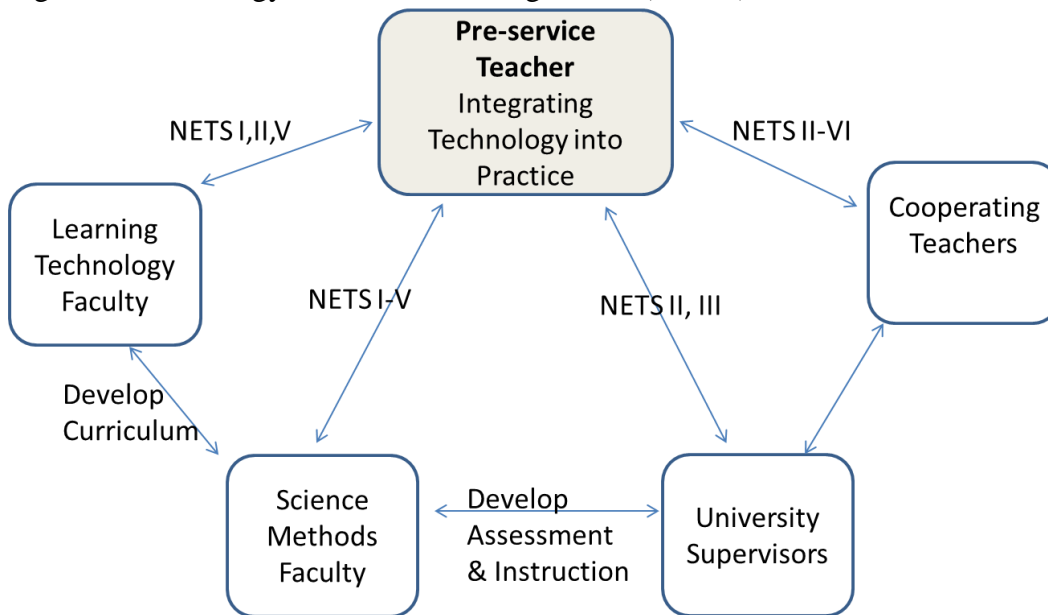 Pre-service
Teacher
Integrating
Technology into
Practice
NETS I,II,V
NETS II-VI
Learning
Technology
Faculty
Cooperating
Teachers
NETS I-V
NETS II, III
Develop
Curriculum
Science
Methods
Faculty
Develop
Assessment
& Instruction
University
Supervisors